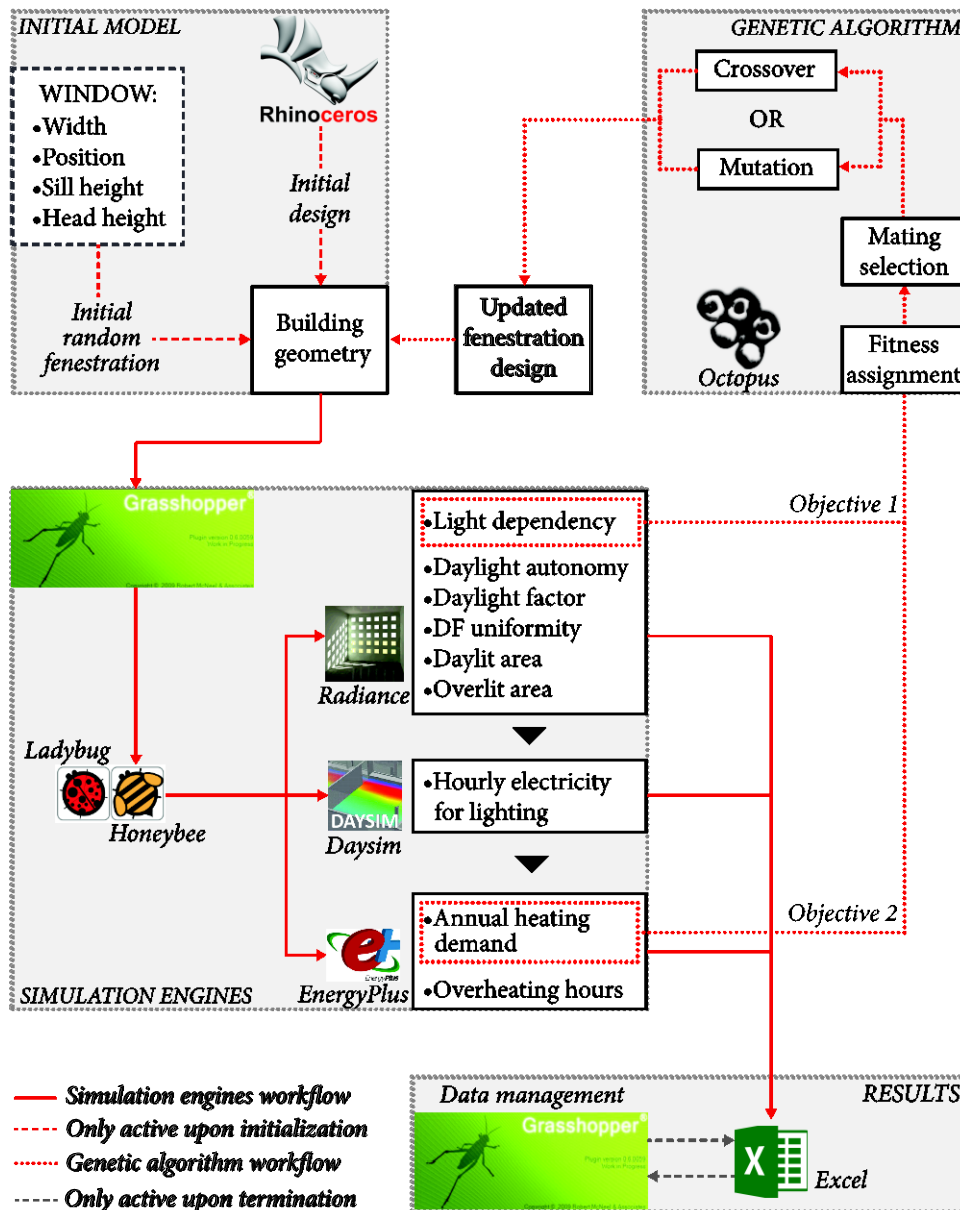 INITIAL MODEL
WINDOW:
•Width
•Position
•Sill height
•Head height
Rhinoceros
Initial
design
Initial
random
fenestration
Building
geometry
Updated
fenestration
design
GENETIC ALGORITHM
Crossover
OR
Mutation
Mating
selection
Fitness
assignment
Octopus
Grasshopper
•Light dependency
•Daylight autonomy
•Daylight factor
•DF uniformity
•Daylit area
•Overlit area
Objective 1
Radiance
Ladybug
Honeybee
DAYSIM
Daysim
•Hourly electricity
for lighting
•Annual heating
demand
•Overheating hours
Objective 2
EnergyPlus
EnergyPlus
SIMULATION ENGINES
Simulation engines workflow
Only active upon initialization
Genetic algorithm workflow
Only active upon termination
Data management
RESULTS
Grasshopper
X
Excel